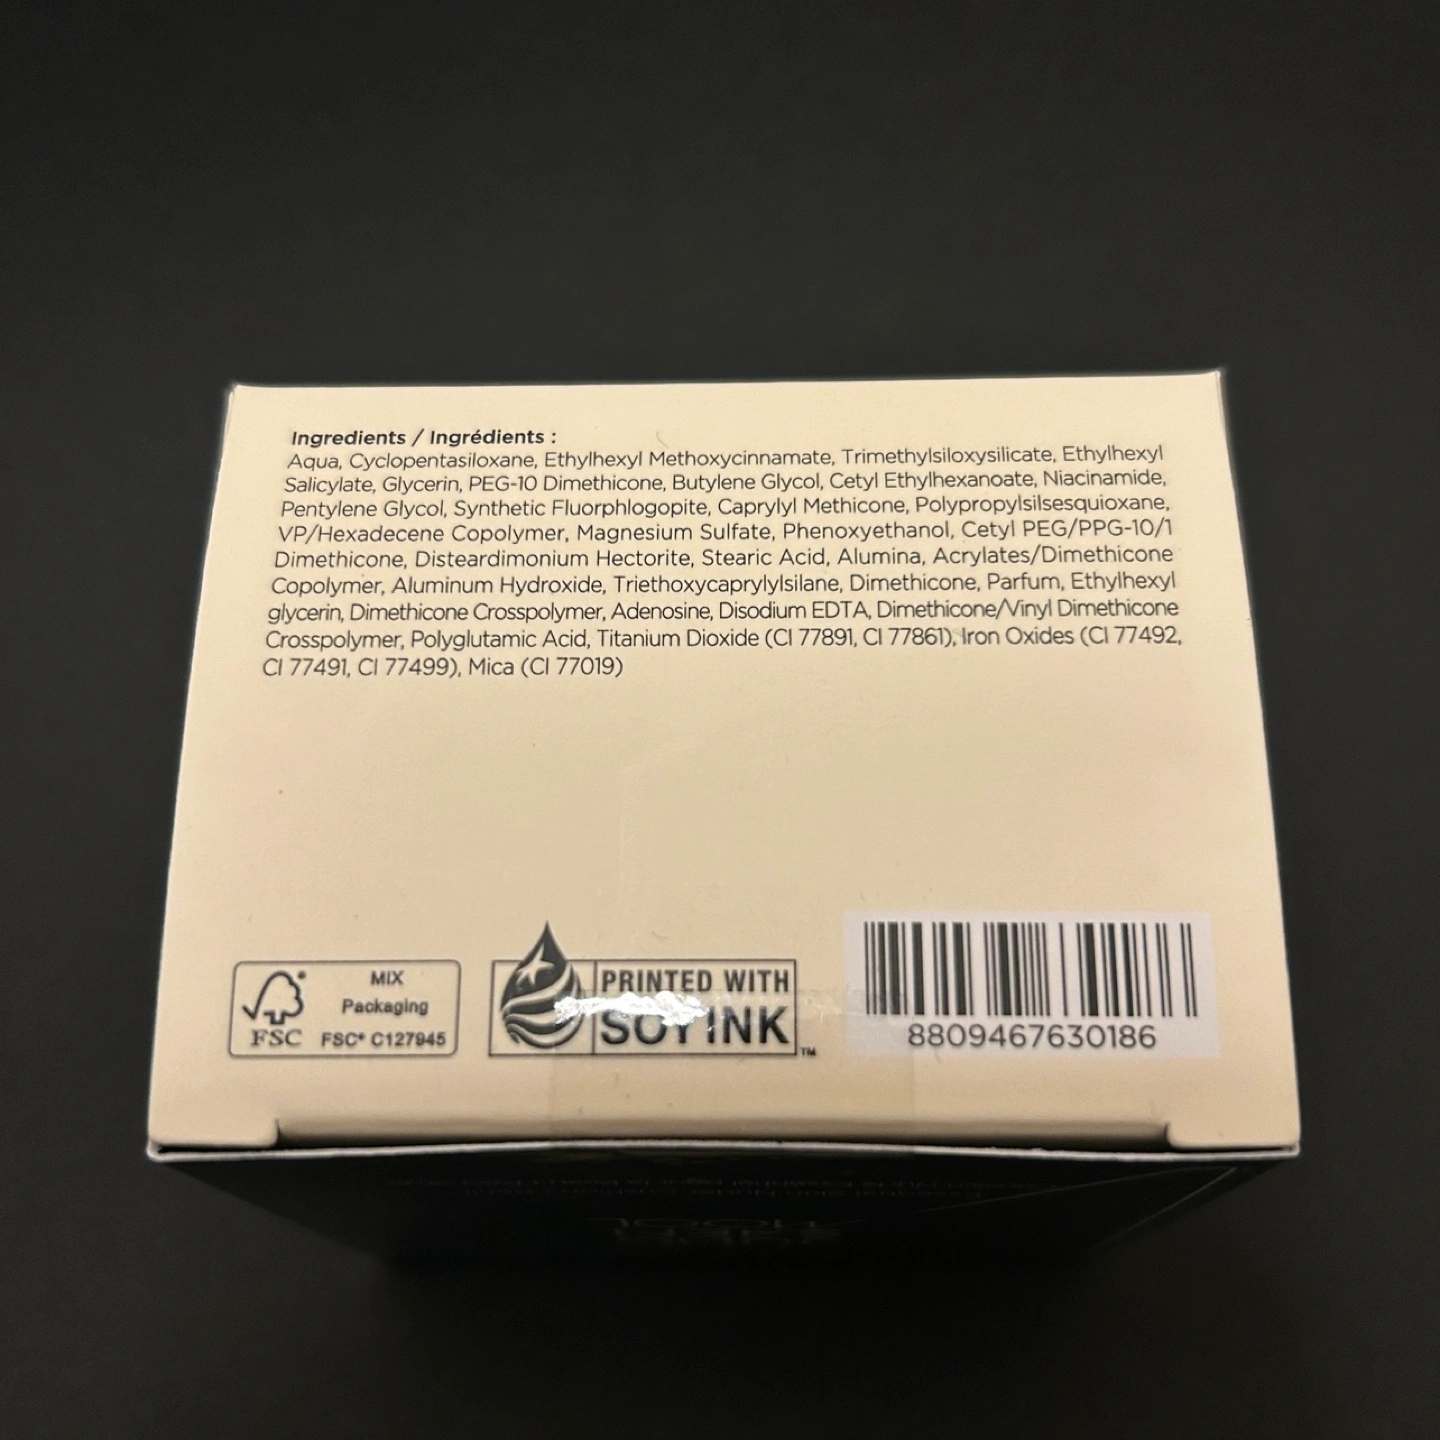 Ingredients / Ingrédients :
Aqua, Cyclopentasiloxane, Ethylhexyl Methoxycinnamate, Trimethylsiloxysilicate, Ethylhexyl
Salicylate, Glycerin, PEG-10 Dimethicone, Butylene Glycol, Cetyl Ethylhexanoate, Niacinamide,
Pentylene Glycol, Synthetic Fluorphlogopite, Caprylyl Methicone, Polypropylsilsesquioxane,
VP/Hexadecene Copolymer, Magnesium Sulfate, Phenoxyethanol, Cetyl PEG/PPG-10/1
Dimethicone, Disteardimonium Hectorite, Stearic Acid, Alumina, Acrylates/Dimethicone
Copolymer, Aluminum Hydroxide, Triethoxycaprylylsilane, Dimethicone, Parfum, Ethylhexyl
glycerin, Dimethicone Crosspolymer, Adenosine, Disodium EDTA, Dimethicone/Vinyl Dimethicone
Crosspolymer, Polyglutamic Acid, Titanium Dioxide (CI 77891, CI 77861), Iron Oxides (CI 77492,
CI 77491, CI 77499), Mica (CI 77019)
FSC
MIX
Packaging
FSC® C127945
PRINTED WITH
SOY INK™
8809467630186